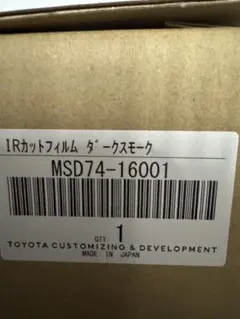 IRカットフィルム ダークスモーク
MSD74-16001
QTY
1
TOYOTA CUSTOMIZING & DEVELOPMENT
MADE IN JAPAN